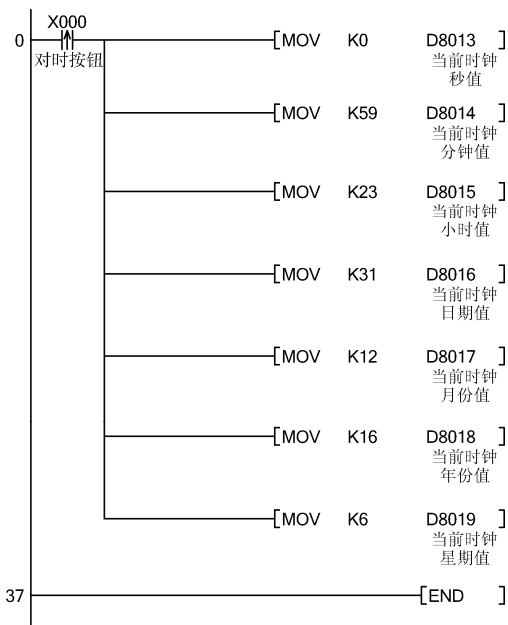 X000
0 [MOV K0 D8013 ]
对时按钮 当前时钟
秒值
[MOV K59 D8014 ]
当前时钟
分钟值
[MOV K23 D8015 ]
当前时钟
小时值
[MOV K31 D8016 ]
当前时钟
日期值
[MOV K12 D8017 ]
当前时钟
月份值
[MOV K16 D8018 ]
当前时钟
年份值
[MOV K6 D8019 ]
当前时钟
星期值
37 [END ]